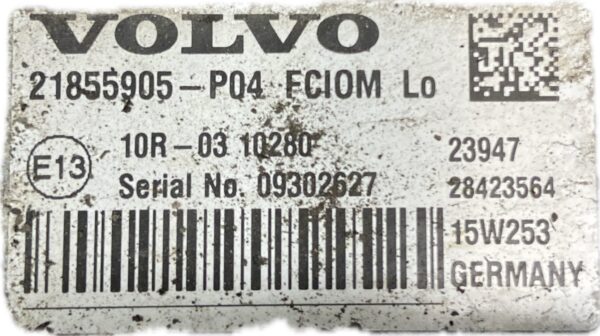 VOLVO
21855905-P04 FCIOM Lo
E13
10R-03 10280
23947
Serial No. 09302627
28423564
15W253
GERMANY